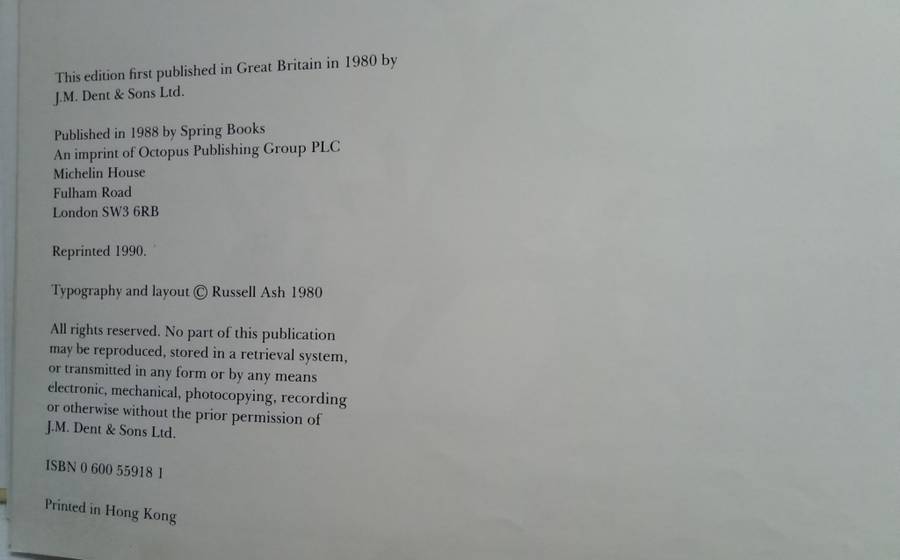 This edition first published in Great Britain in 1980 by
J.M. Dent & Sons Ltd.
Published in 1988 by Spring Books
An imprint of Octopus Publishing Group PLC
Michelin House
Fulham Road
London SW3 6RB
Reprinted 1990.
Typography and layout © Russell Ash 1980
All rights reserved. No part of this publication
may be reproduced, stored in a retrieval system,
or transmitted in any form or by any means
electronic, mechanical, photocopying, recording
or otherwise without the prior permission of
J.M. Dent & Sons Ltd.
ISBN 0 600 55918 1
Printed in Hong Kong